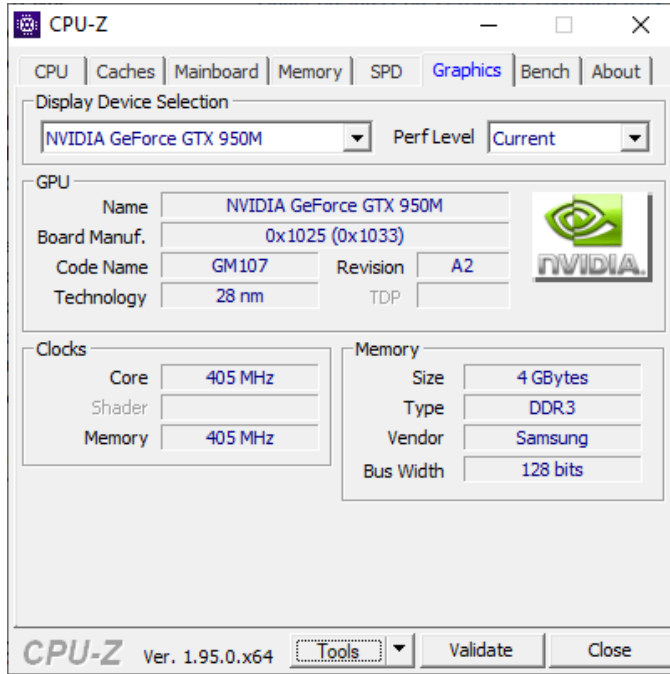 CPU-Z
CPU Caches Mainboard Memory SPD Graphics Bench About
Display Device Selection
NVIDIA GeForce GTX 950M Perf Level Current
GPU
Name NVIDIA GeForce GTX 950M
Board Manuf. 0x1025 (0x1033)
Code Name GM107 Revision A2
Technology 28 nm TDP
NVIDIA.
Clocks
Core 405 MHz
Shader
Memory 405 MHz
Memory
Size 4 GBytes
Type DDR3
Vendor Samsung
Bus Width 128 bits
CPU-Z Ver. 1.95.0.x64 Tools Validate Close